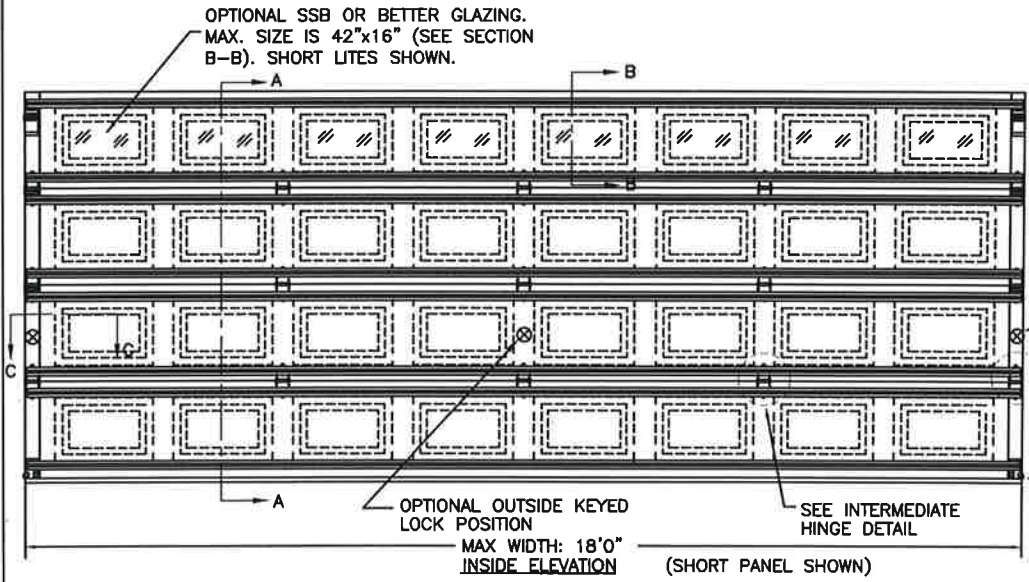 OPTIONAL SSB OR BETTER GLAZING.
MAX. SIZE IS 42"x16" (SEE SECTION
B-B). SHORT LITES SHOWN.
A
B
B
C
C
A
OPTIONAL OUTSIDE KEYED
LOCK POSITION
SEE INTERMEDIATE
HINGE DETAIL
MAX WIDTH: 18'0"
INSIDE ELEVATION (SHORT PANEL SHOWN)